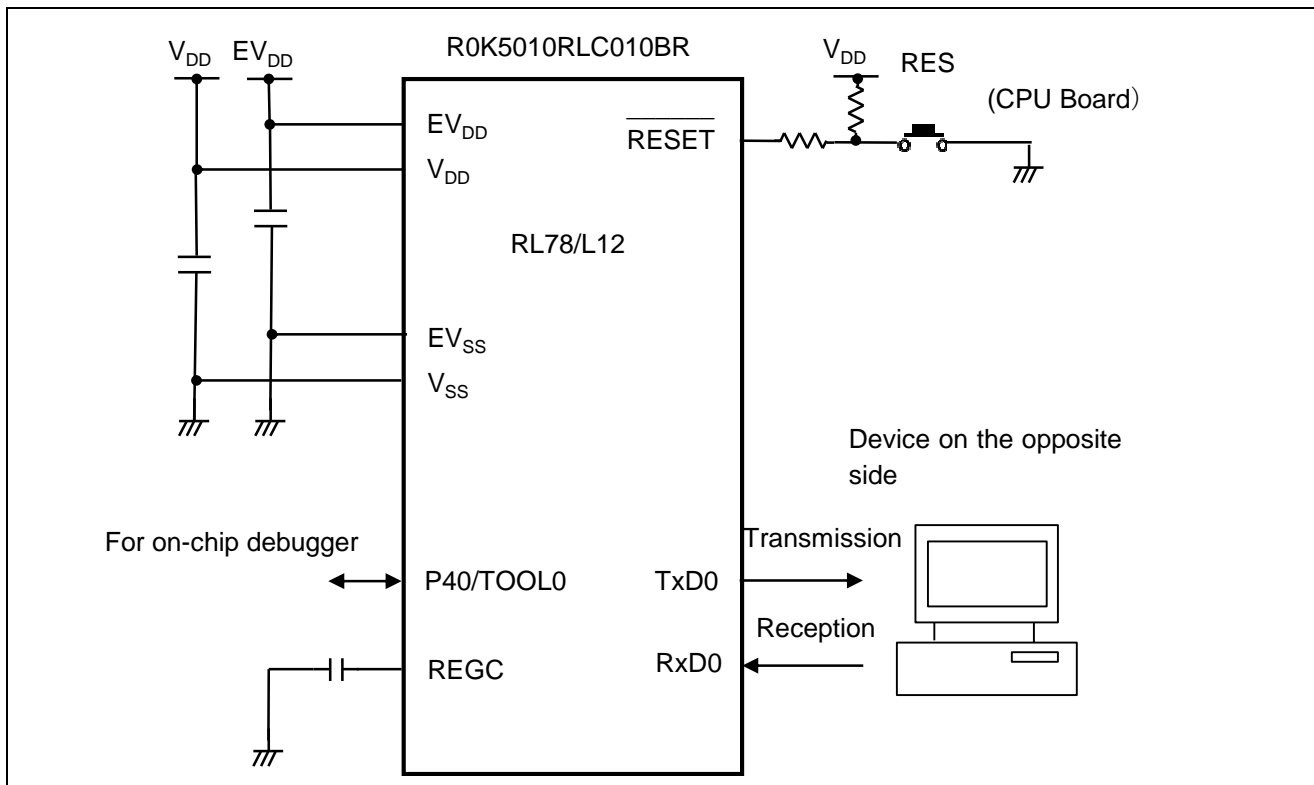 R0K5010RLC010BR
VDD EVDD
VDD
RES
(CPU Board）
EVDD
VDD
RESET
RL78/L12
EVSS
VSS
Device on the opposite
side
For on-chip debugger
P40/TOOL0
TxD0
Transmission
REGC
RxD0
Reception